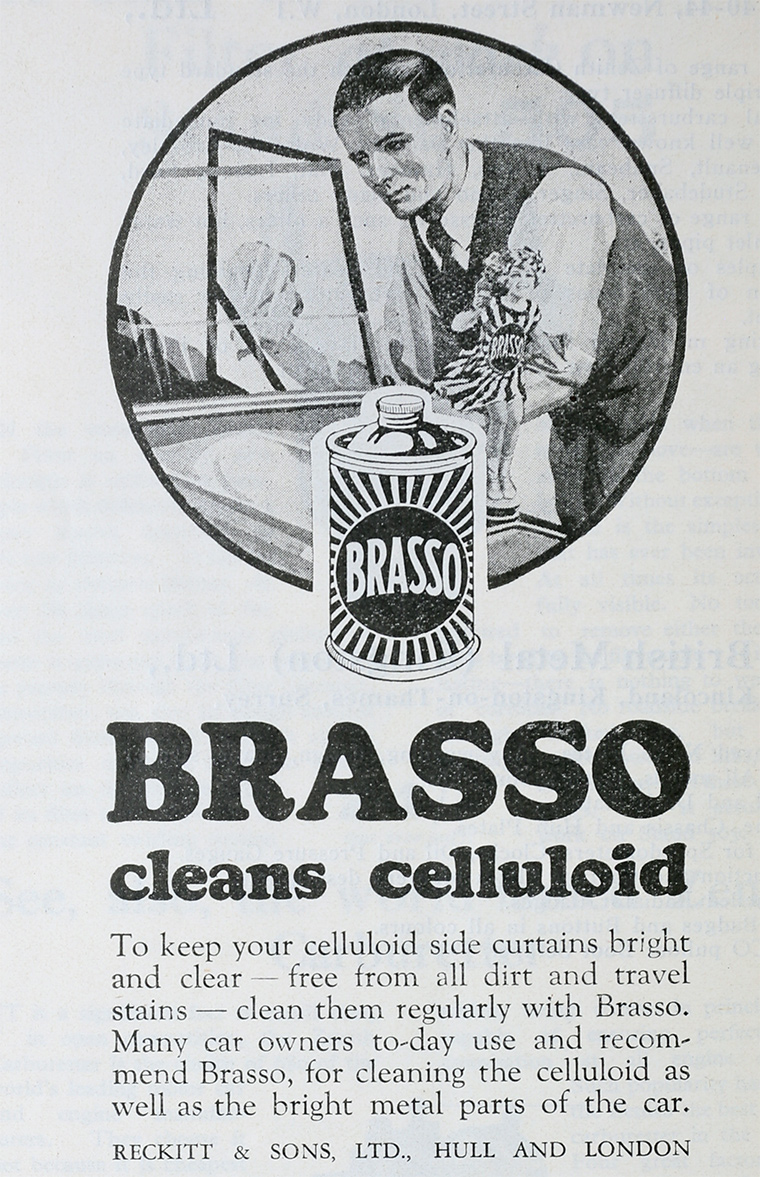 BRASSO
BRASSO
BRASSO
cleans celluloid
To keep your celluloid side curtains bright
and clear — free from all dirt and travel
stains — clean them regularly with Brasso.
Many car owners to-day use and recom-
mend Brasso, for cleaning the celluloid as
well as the bright metal parts of the car.
RECKITT & SONS, LTD., HULL AND LONDON